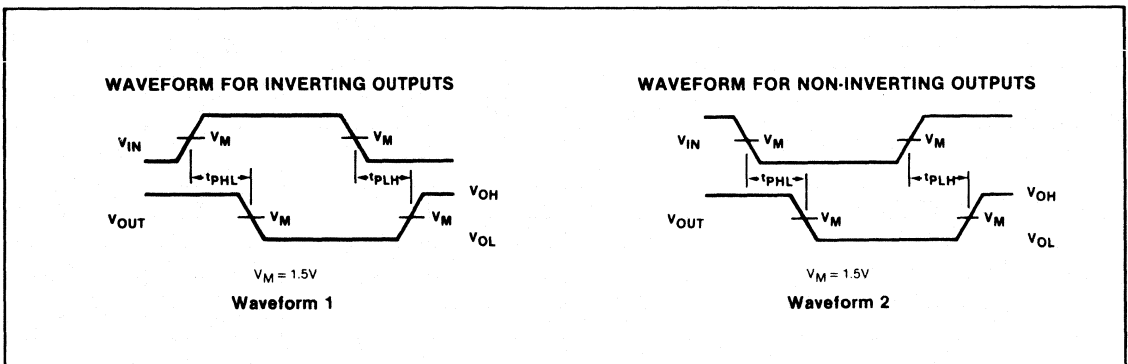 WAVEFORM FOR INVERTING OUTPUTS
VIN
VM
VM
tPHL
tPLH
VOH
VOUT
VM
VM
VOL
VM = 1.5V
Waveform 1
WAVEFORM FOR NON-INVERTING OUTPUTS
VIN
VM
VM
tPHL
tPLH
VOH
VOUT
VM
VM
VOL
VM = 1.5V
Waveform 2